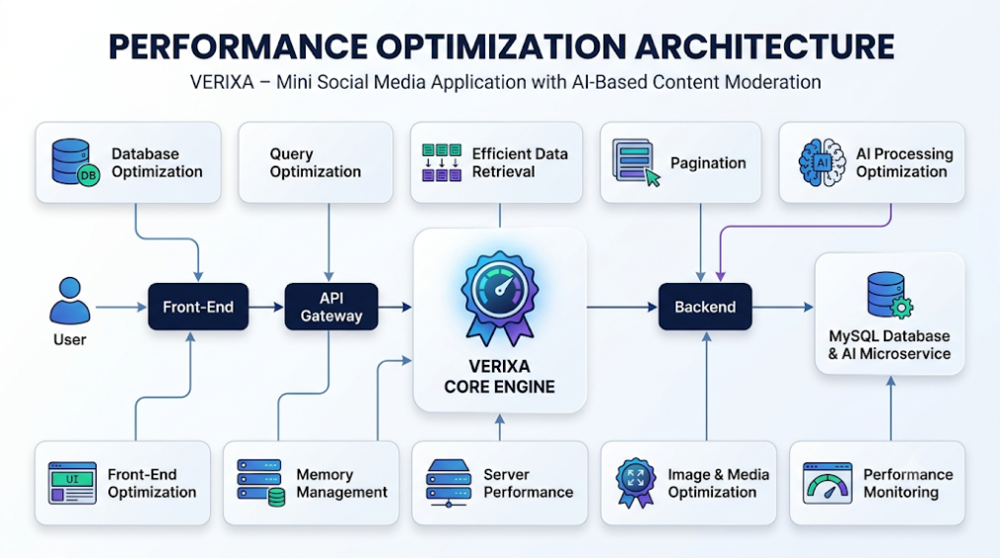 PERFORMANCE OPTIMIZATION ARCHITECTURE
VERIXA – Mini Social Media Application with AI-Based Content Moderation
DB
Database
Optimization
Query
Optimization
Efficient Data
Retrieval
Pagination
AI
AI Processing
Optimization
User
Front-End
API
Gateway
VERIXA
CORE ENGINE
Backend
MySQL Database
& AI Microservice
UI
Front-End
Optimization
Memory
Management
Server
Performance
Image & Media
Optimization
Performance
Monitoring